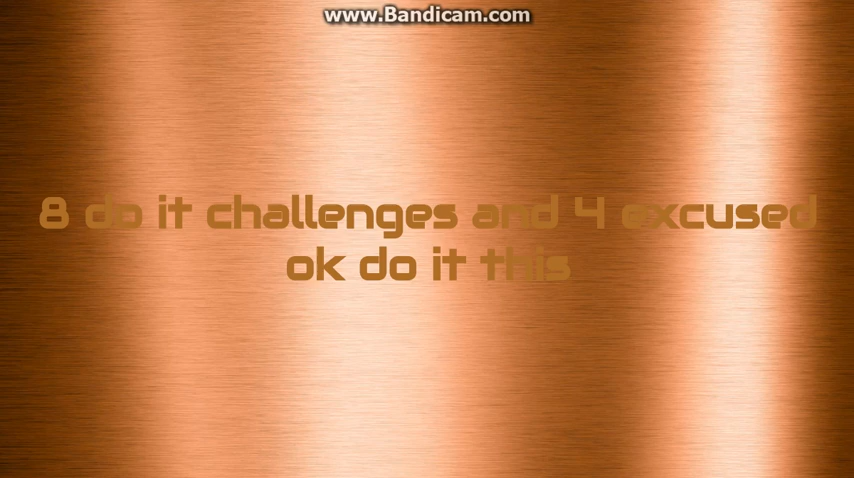 www.Bandicam.com
8 do it challenges and 4 excused
ok do it this